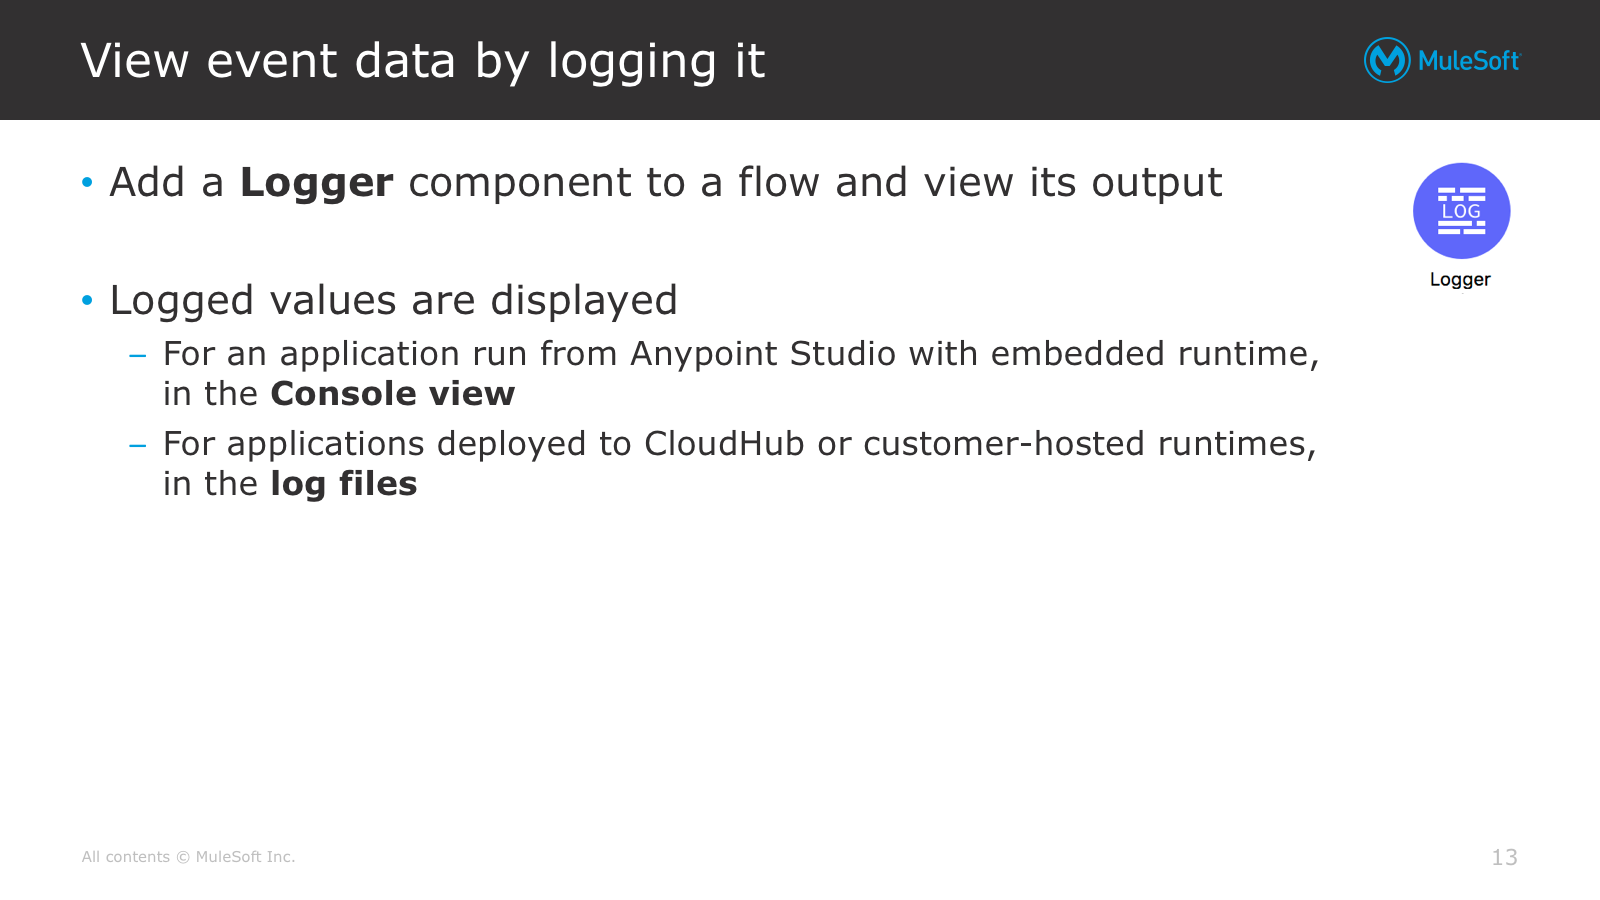 View event data by logging it
MuleSoft
• Add a Logger component to a flow and view its output
LOG
Logger
• Logged values are displayed
– For an application run from Anypoint Studio with embedded runtime,
in the Console view
– For applications deployed to CloudHub or customer-hosted runtimes,
in the log files
All contents © MuleSoft Inc.
13